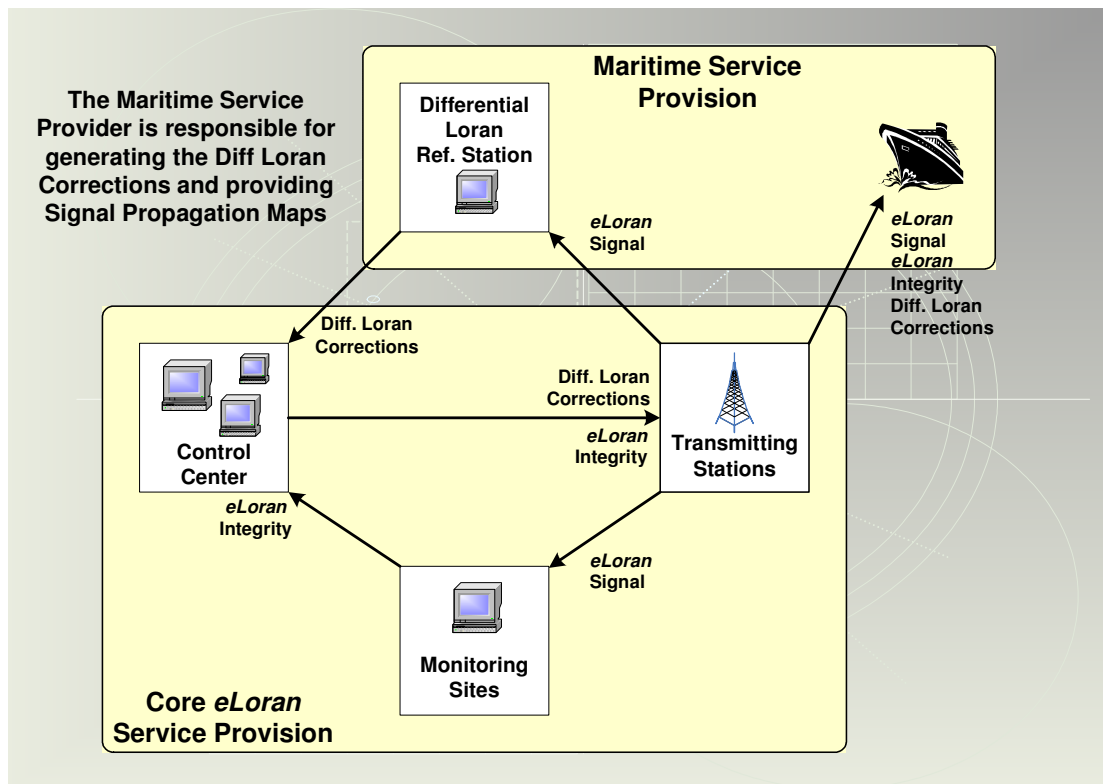 The Maritime Service
Provider is responsible for
generating the Diff Loran
Corrections and providing
Signal Propagation Maps
Maritime Service
Provision
Differential
Loran
Ref. Station
eLoran
Signal
eLoran
Signal
eLoran
Integrity
Diff. Loran
Corrections
Diff. Loran
Corrections
Control
Center
Diff. Loran
Corrections
eLoran
Integrity
Transmitting
Stations
eLoran
Integrity
eLoran
Signal
Monitoring
Sites
Core eLoran
Service Provision